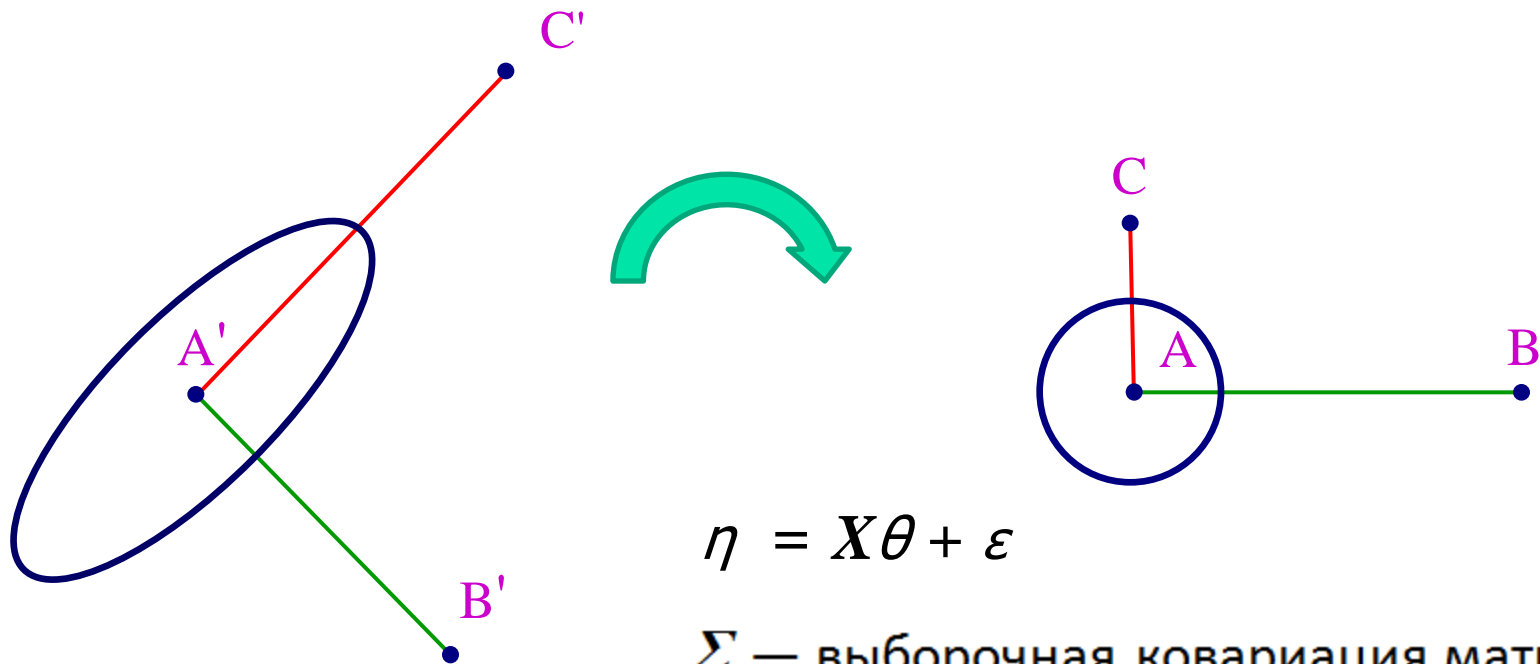 C'
C
A'
A
B
η = Xθ + ε
B'
Σ — выборочная ковариация